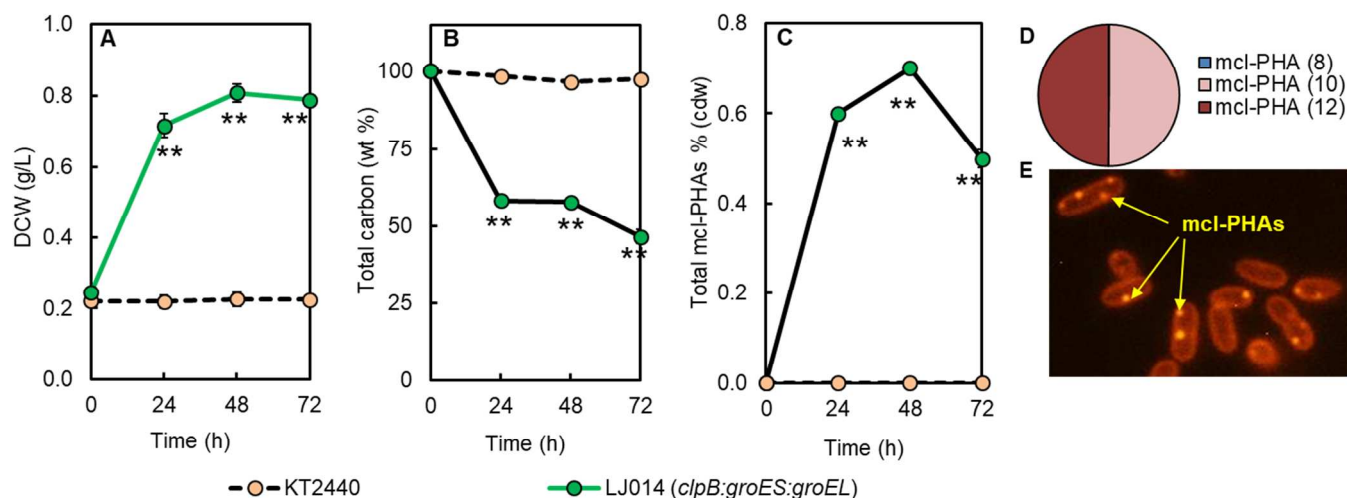 A
DCW (g/L)
1.0
0.8
0.6
0.4
0.2
0.0
**
**
**
0
24
48
72
Time (h)
B
Total carbon (wt %)
100
75
50
25
0
**
**
**
0
24
48
72
Time (h)
C
Total mcl-PHAs % (cdw)
0.8
0.6
0.4
0.2
0.0
**
**
**
0
24
48
72
Time (h)
D
mcl-PHA (8)
mcl-PHA (10)
mcl-PHA (12)
E
mcl-PHAs
KT2440
LJ014 (clpB:groES:groEL)